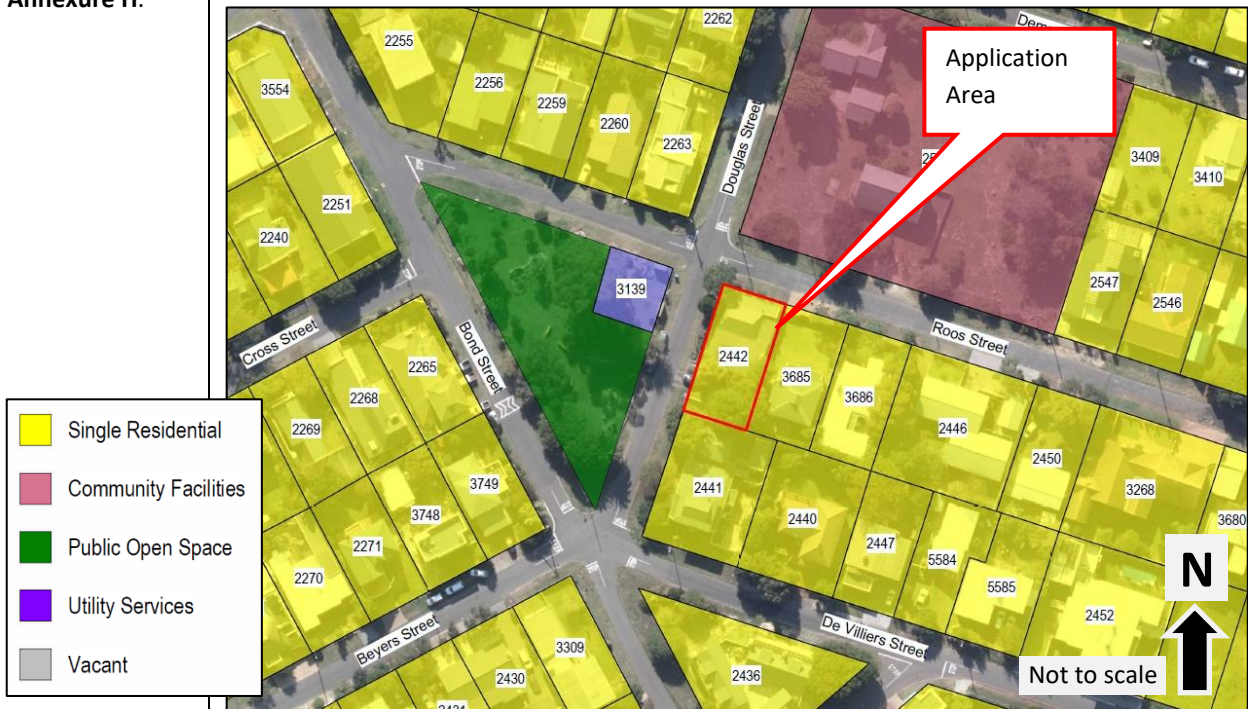 Annexure H.
Application
Area
Single Residential
Community Facilities
Public Open Space
Utility Services
Vacant
2255
2256
2259
2260
2262
2263
3554
2251
2240
Douglas Street
3409
3410
2547
2546
3139
Cross Street
Bond Street
2265
2268
2269
2442
3685
3686
2446
2450
3268
3680
Roos Street
2441
2440
2447
5584
5585
2452
3749
3748
2271
2270
Beyers Street
De Villiers Street
3309
2430
2436
N
Not to scale